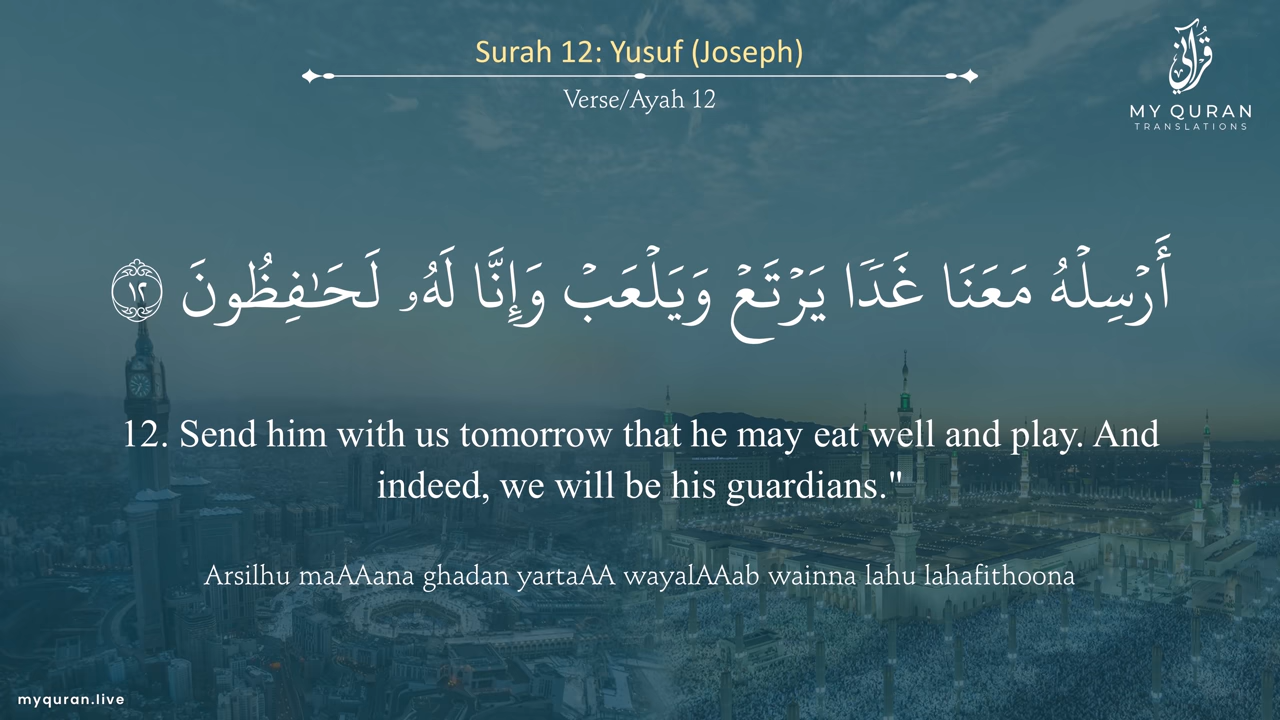 Surah 12: Yusuf (Joseph)
Verse/Ayah 12
قرآني
MY QURAN
TRANSLATIONS
أَرْسِلْهُ مَعَنَا غَدًا يَرْتَعْ وَيَلْعَبْ وَإِنَّا لَهُۥ لَحَـٰفِظُونَ ١٢
12. Send him with us tomorrow that he may eat well and play. And
indeed, we will be his guardians."
Arsilhu maAAana ghadan yartaAA wayalAAab wainna lahu lahafithoona
myquran.live